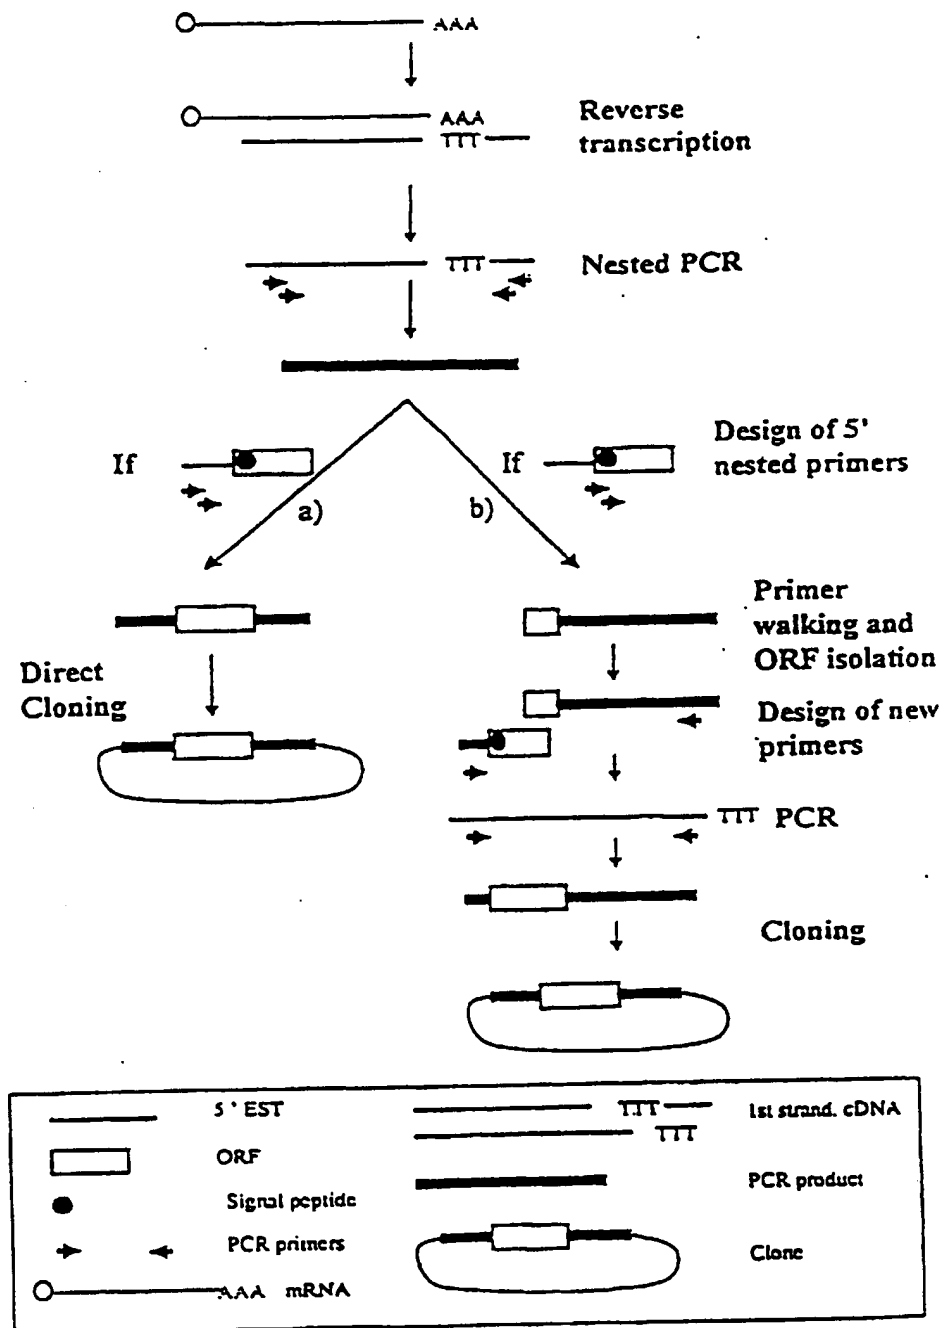 AAA
AAA
TTT
Reverse
transcription
TTT
Nested PCR
If
a)
If
b)
Design of 5'
nested primers
Direct
Cloning
Primer
walking and
ORF isolation
Design of new
primers
TTT PCR
Cloning
5' EST
ORF
Signal peptide
PCR primers
AAA mRNA
TTT
TTT
1st strand. cDNA
PCR product
Clone